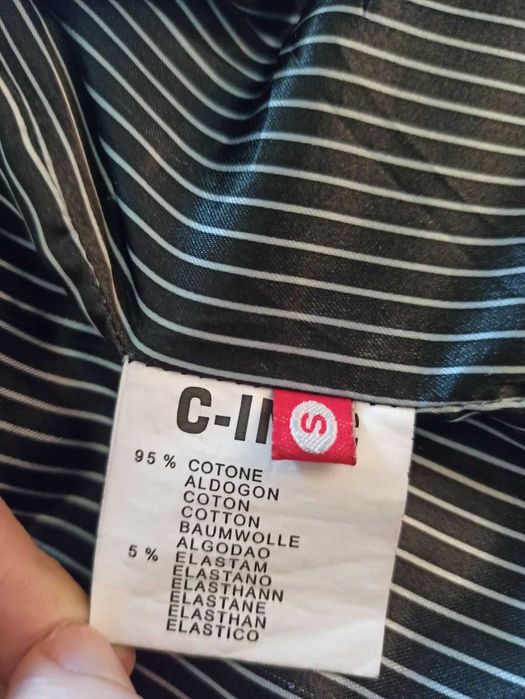 S
95% COTONE
ALDOGON
COTON
COTTON
BAUMWOLLE
ALGODAO
5% ELASTAM
ELASTANO
ELASTHANN
ELASTANE
ELASTHAN
ELASTICO